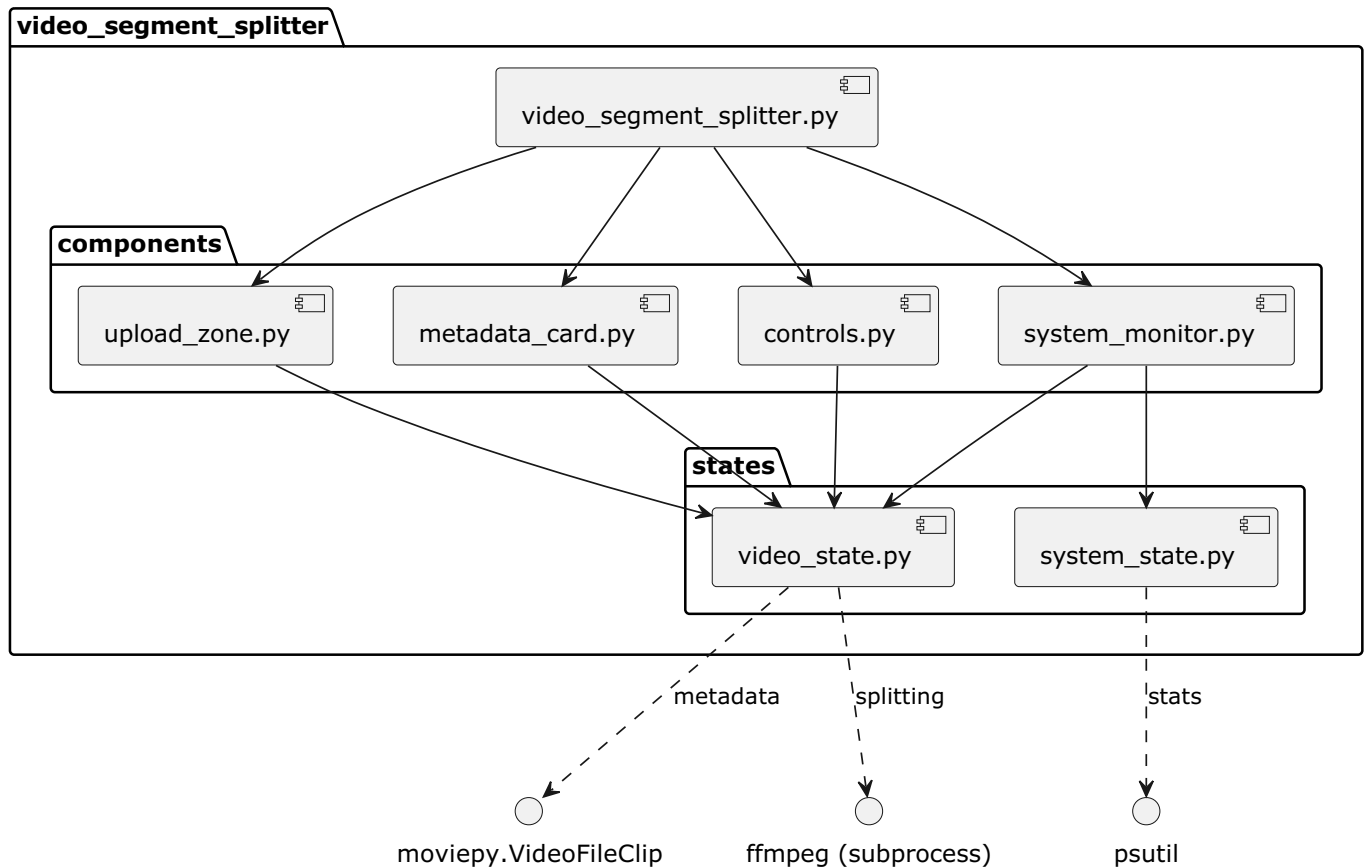 video_segment_splitter
video_segment_splitter.py
components
upload_zone.py
metadata_card.py
controls.py
system_monitor.py
states
video_state.py
system_state.py
metadata
splitting
stats
moviepy.VideoFileClip
ffmpeg (subprocess)
psutil